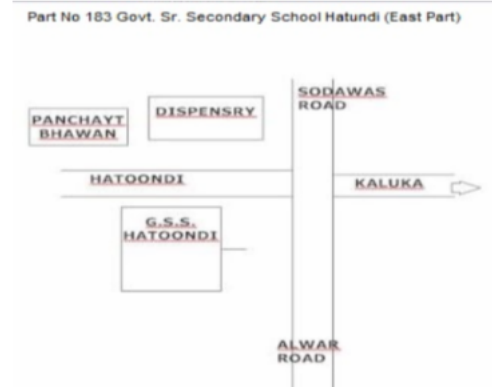 Part No 183 Govt. Sr. Secondary School Hatundi (East Part)
SODAWAS
ROAD
DISPENSRY
PANCHAYT
BHAWAN
HATOONDI
KALUKA
G.S.S.
HATOONDI
ALWAR
ROAD